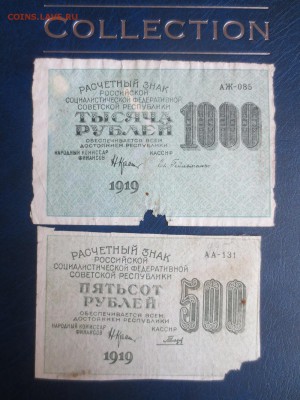 COINS.LAND.RU
COLLECTION
РАСЧЕТНЫЙ ЗНАК
РОССИЙСКОЙ
СОЦИАЛИСТИЧЕСКОЙ ФЕДЕРАТИВНОЙ
СОВЕТСКОЙ РЕСПУБЛИКИ
АЖ-085
ТЫСЯЧА
РУБЛЕЙ
1000
ОБЕСПЕЧИВАЕТСЯ ВСЕМ
ДОСТОЯНИЕМ РЕСПУБЛИКИ
НАРОДНЫЙ КОМИССАР
ФИНАНСОВ
КАССИР
1919
РАСЧЕТНЫЙ ЗНАК
РОССИЙСКОЙ
СОЦИАЛИСТИЧЕСКОЙ ФЕДЕРАТИВНОЙ
СОВЕТСКОЙ РЕСПУБЛИКИ
АА-131
ПЯТЬСОТ
РУБЛЕЙ
500
ОБЕСПЕЧИВАЕТСЯ ВСЕМ
ДОСТОЯНИЕМ РЕСПУБЛИКИ
НАРОДНЫЙ КОМИССАР
ФИНАНСОВ
КАССИР
1919